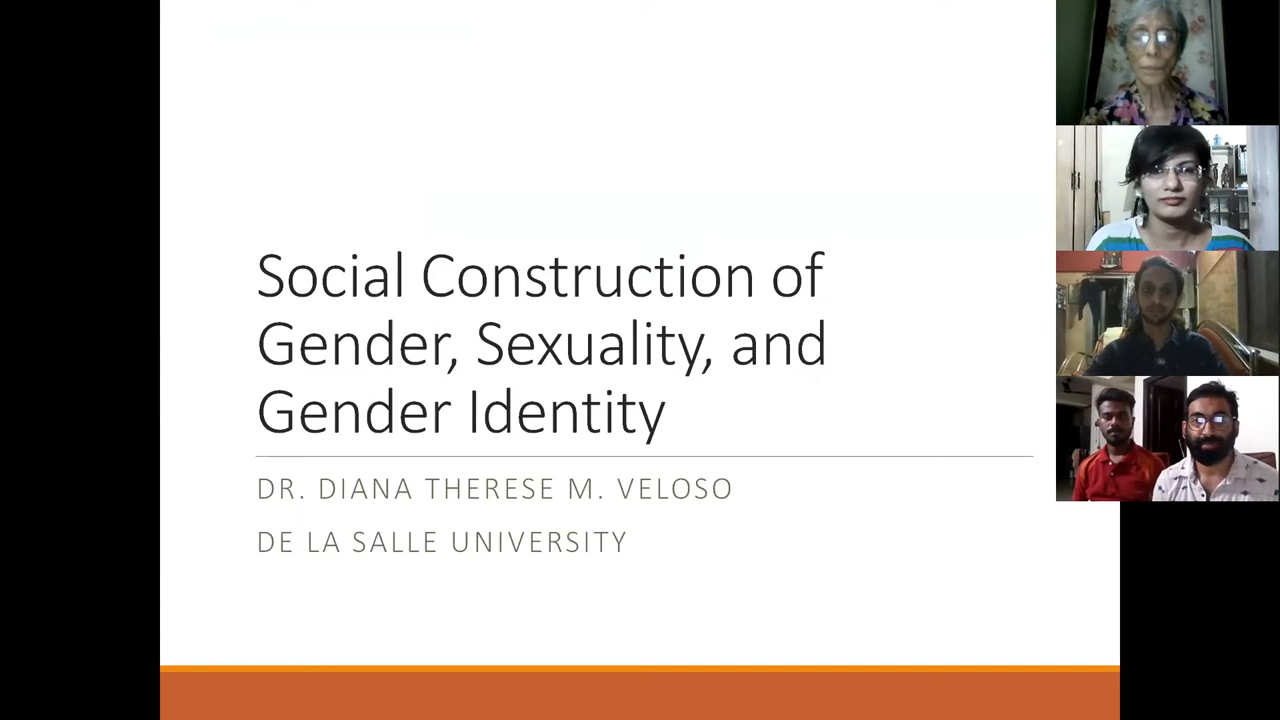 Social Construction of
Gender, Sexuality, and
Gender Identity
DR. DIANA THERESE M. VELOSO
DE LA SALLE UNIVERSITY